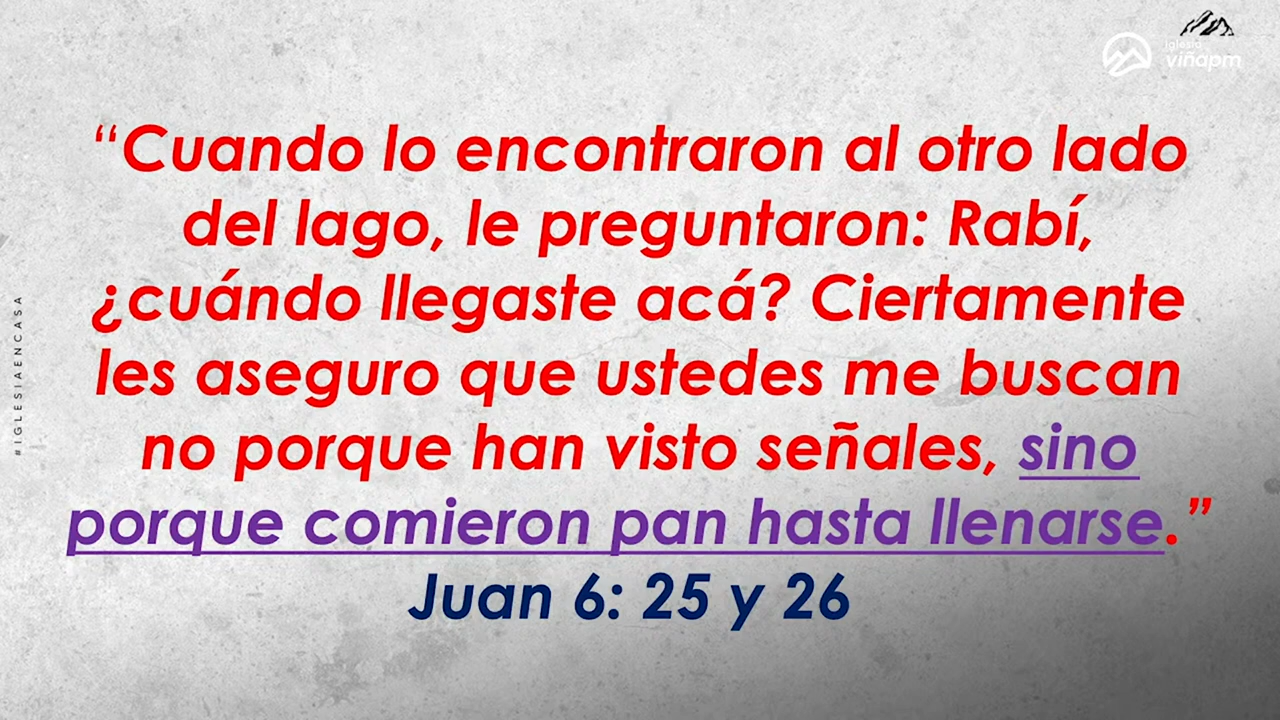 iglesia
viñapm
“Cuando lo encontraron al otro lado
del lago, le preguntaron: Rabí,
¿cuándo llegaste acá? Ciertamente
les aseguro que ustedes me buscan
no porque han visto señales, sino
porque comieron pan hasta llenarse.”
Juan 6: 25 y 26
#IGLESIAENCASA